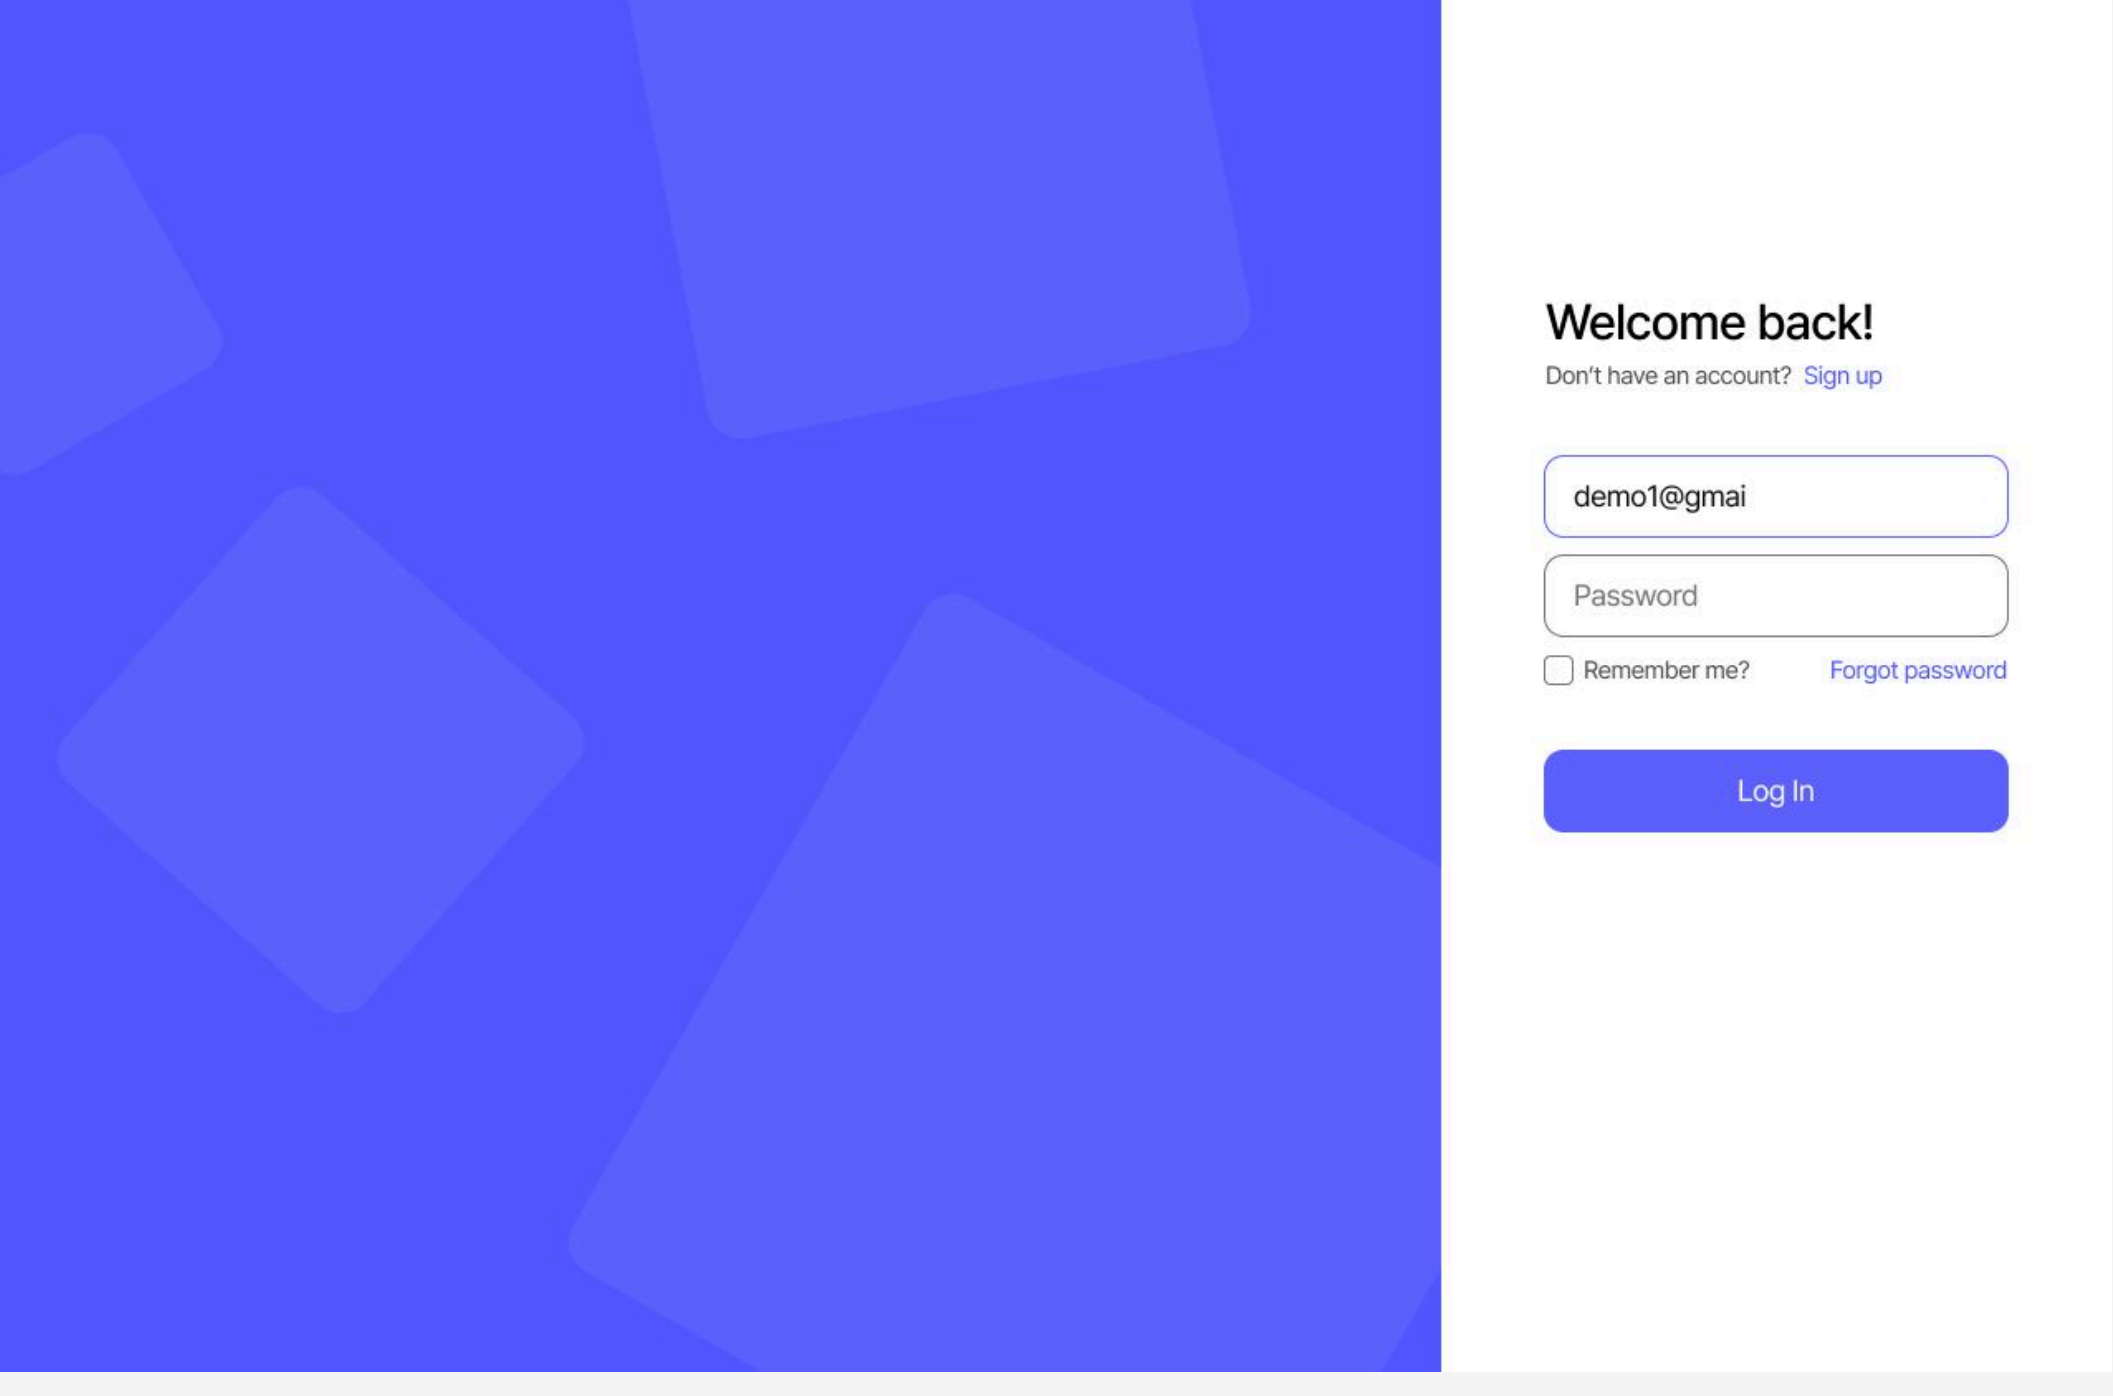 Welcome back!
Don't have an account? Sign up
demo1@gmai
Password
Remember me? Forgot password
Log In